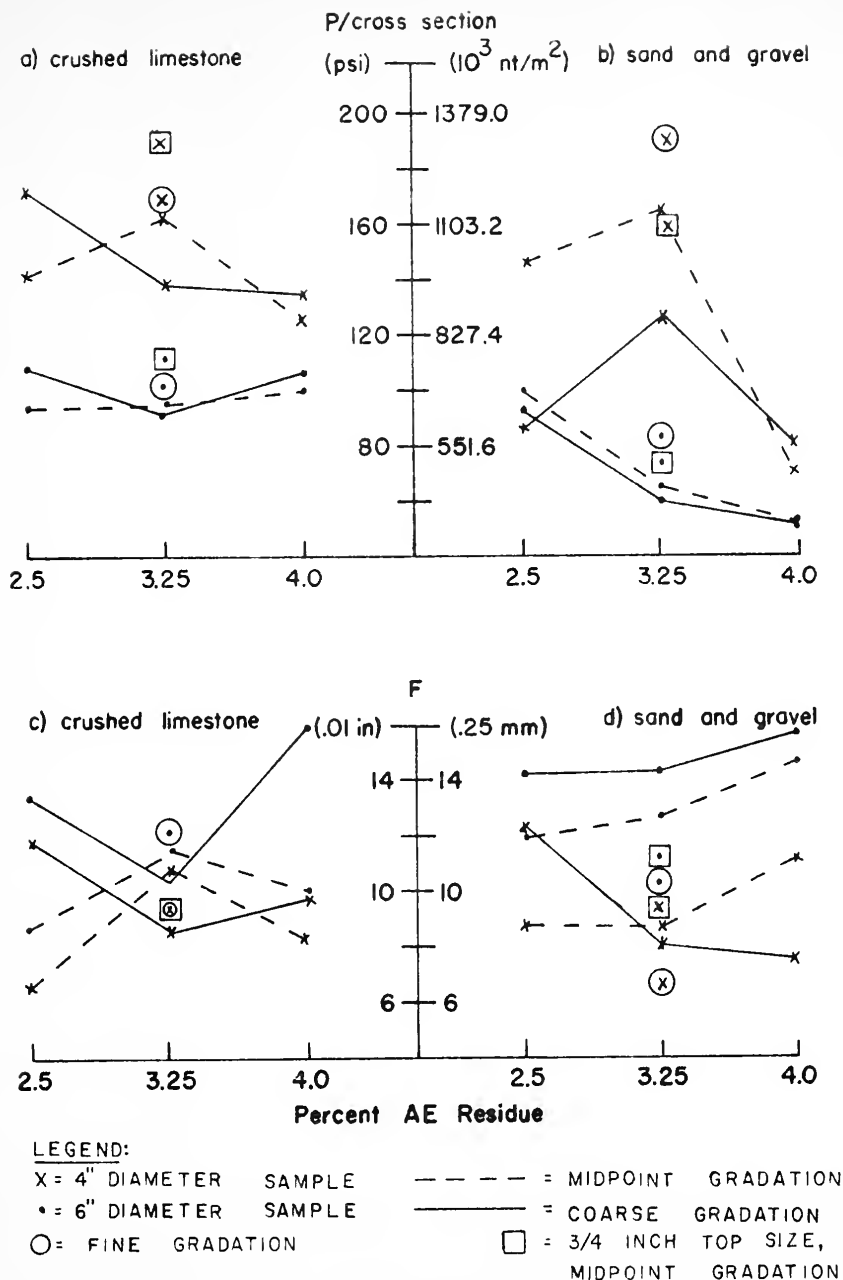 P/cross section
a) crushed limestone (psi) (10³ nt/m²) b) sand and gravel
200 1379.0
160 1103.2
120 827.4
80 551.6
2.5 3.25 4.0 2.5 3.25 4.0
F
c) crushed limestone (.01 in) (.25 mm) d) sand and gravel
14 14
10 10
6 6
2.5 3.25 4.0 2.5 3.25 4.0
Percent AE Residue
LEGEND:
X = 4" DIAMETER SAMPLE - - - - = MIDPOINT GRADATION
• = 6" DIAMETER SAMPLE —— = COARSE GRADATION
○ = FINE GRADATION □ = 3/4 INCH TOP SIZE,
MIDPOINT GRADATION